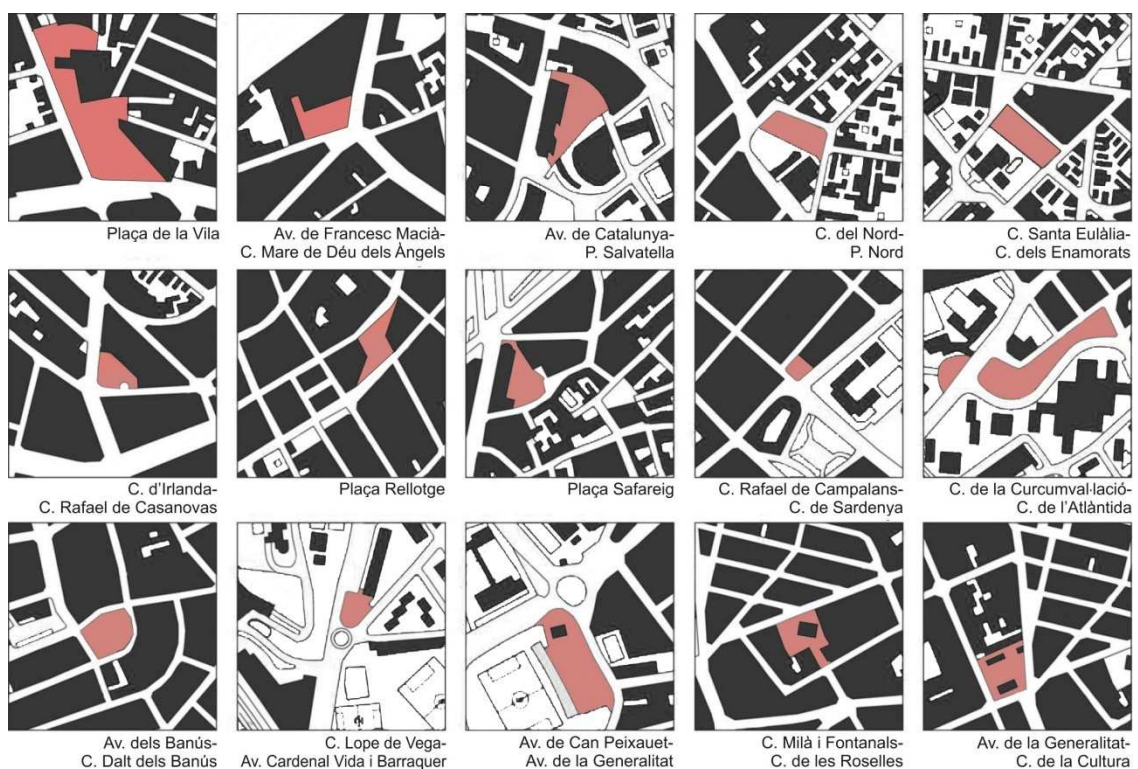 Plaça de la Vila
Av. de Francesc Macià-
C. Mare de Déu dels Àngels
Av. de Catalunya-
P. Salvatella
C. del Nord-
P. Nord
C. Santa Eulàlia-
C. dels Enamorats
C. d'Irlanda-
C. Rafael de Casanovas
Plaça Rellotge
Plaça Safareig
C. Rafael de Campalans-
C. de Sardenya
C. de la Curcumval·lació-
C. de l'Atlàntida
Av. dels Banús-
C. Dalt dels Banús
C. Lope de Vega-
Av. Cardenal Vida i Barraquer
Av. de Can Peixauet-
Av. de la Generalitat
C. Milà i Fontanals-
C. de les Roselles
Av. de la Generalitat-
C. de la Cultura